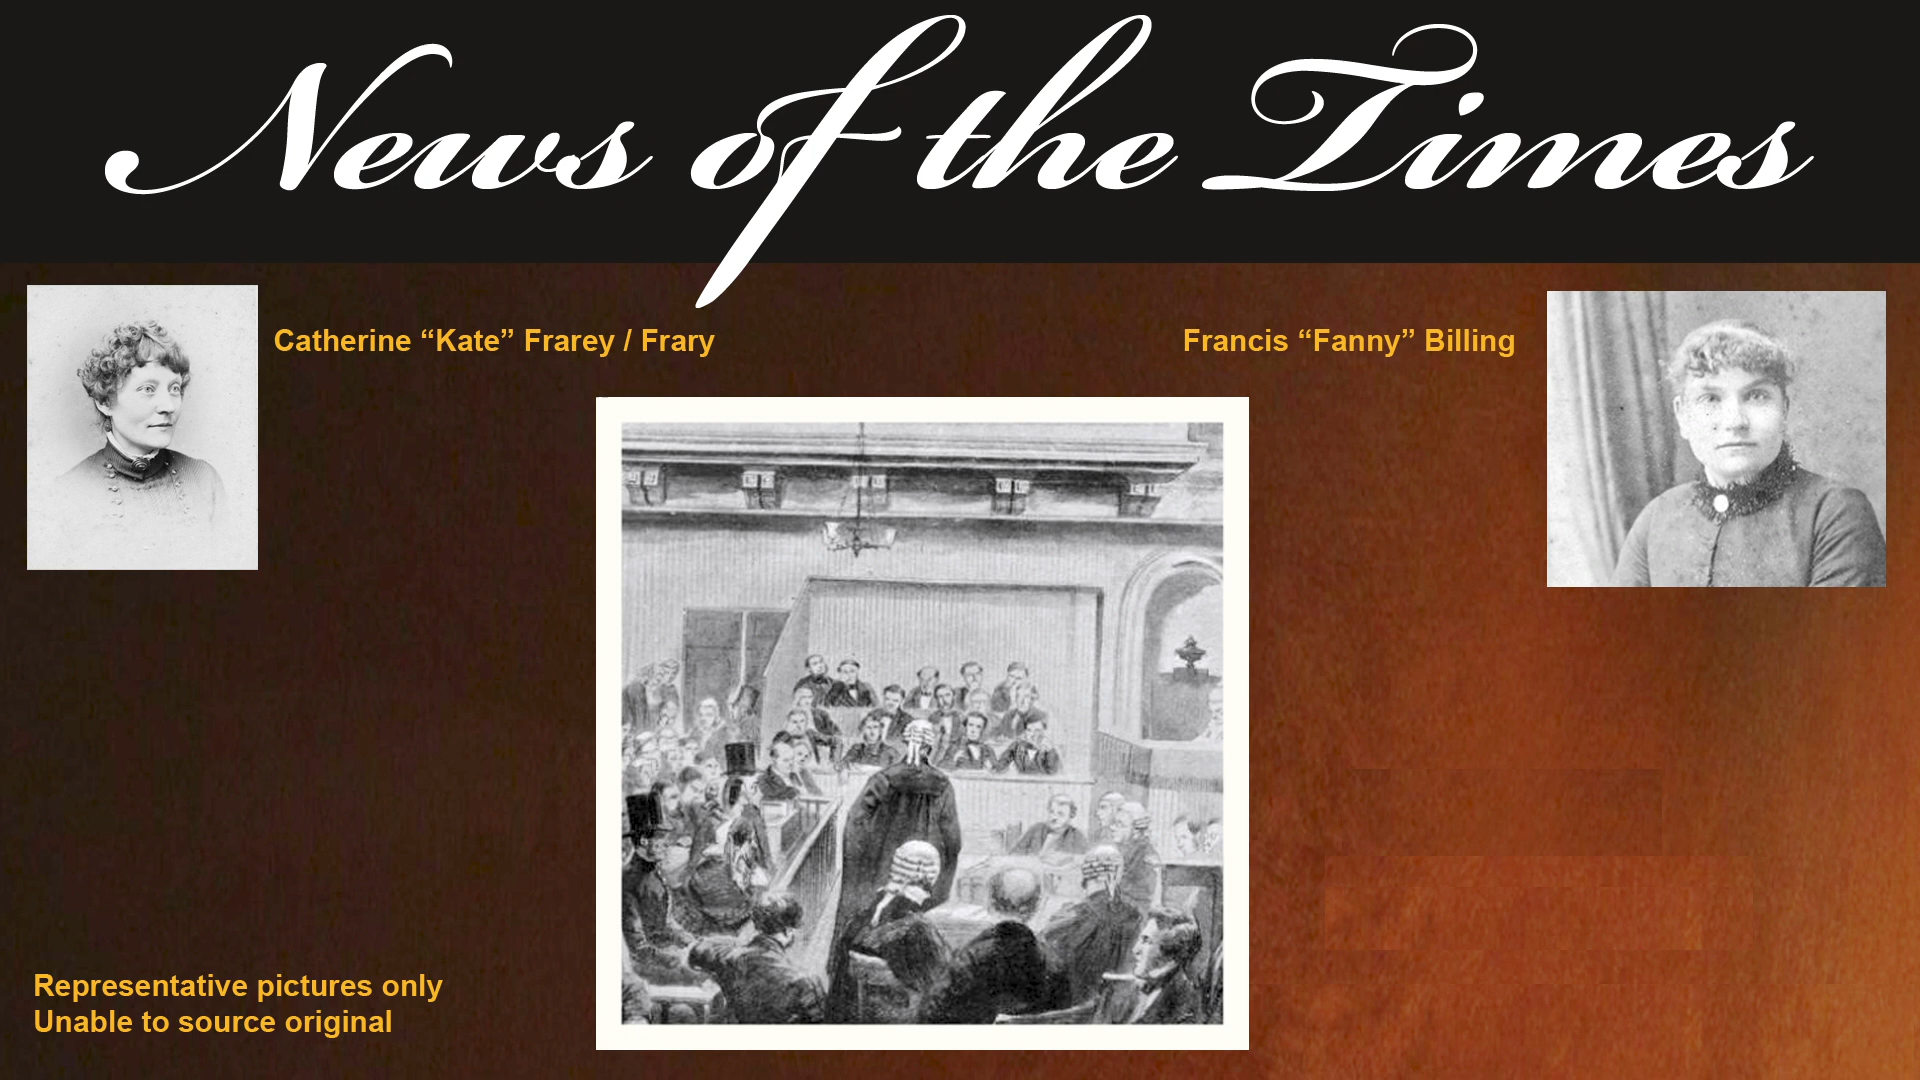 News of the Times
Catherine “Kate” Frarey / Frary
Francis “Fanny” Billing
Representative pictures only
Unable to source original